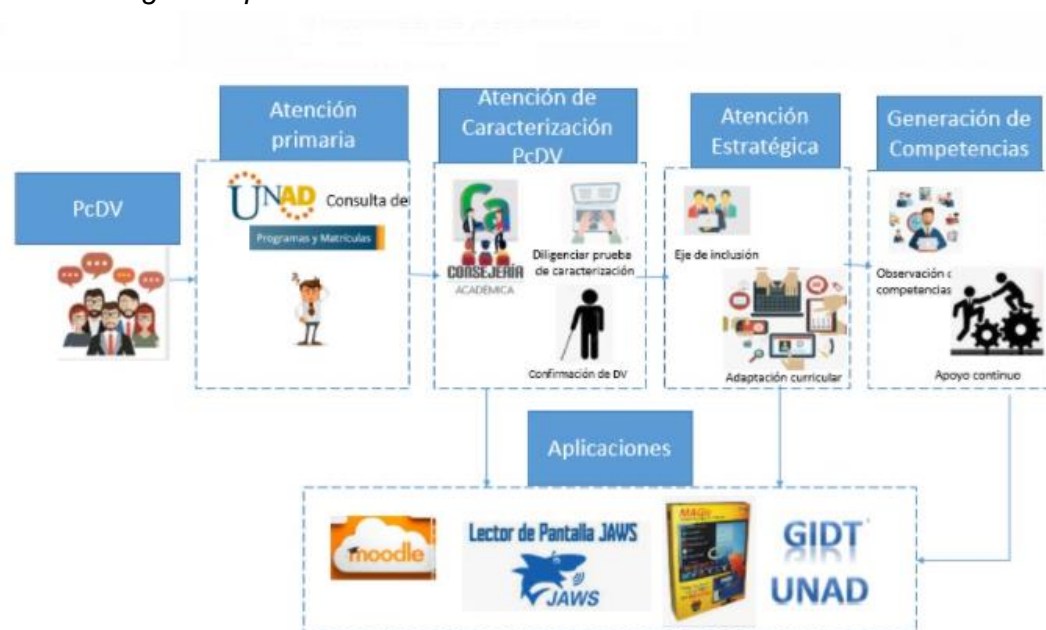 PcDV
Atención
primaria
UNAD
Consulta de
Programas y Matrículas
Atención de
Caracterización
PcDV
CONSEJERÍA
ACADÉMICA
Diligenciar prueba
de caracterización
Confirmación de DV
Atención
Estratégica
Eje de inclusión
Adaptación curricular
Generación de
Competencias
Observación
competencias
Apoyo continuo
Aplicaciones
moodle
Lector de Pantalla JAWS
JAWS
MAGic
GIDT
UNAD